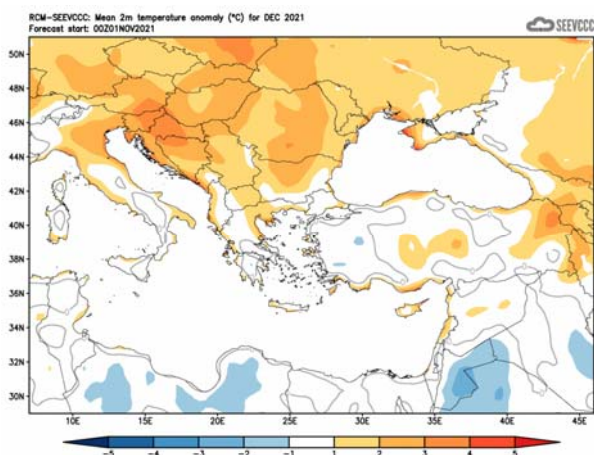 RCM-SEEVCCC: Mean 2m temperature anomaly (°C) for DEC 2021
Forecast start: 00Z01NOV2021
SEEVCCC
50N
48N
46N
44N
42N
40N
38N
36N
34N
32N
30N
10E 15E 20E 25E 30E 35E 40E 45E
-5 -4 -3 -2 -1 1 2 3 4 5